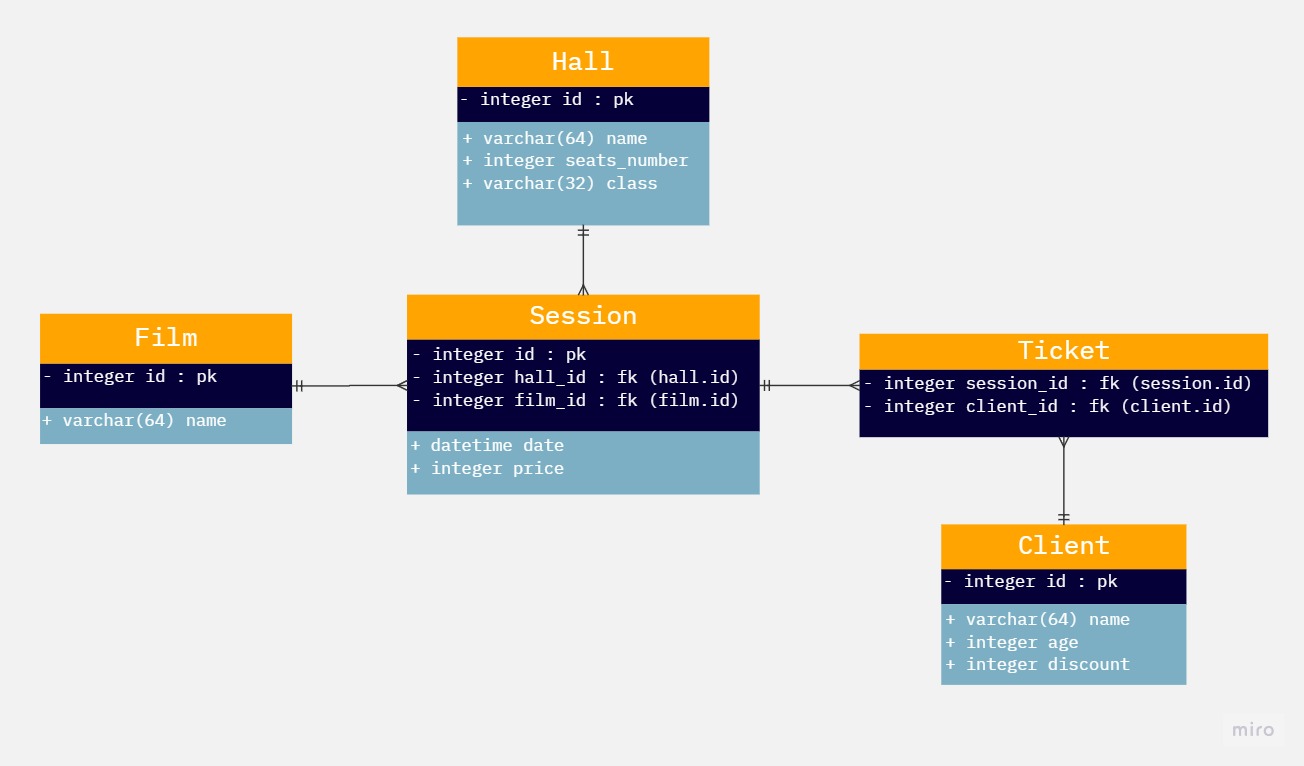 Hall
- integer id : pk
+ varchar(64) name
+ integer seats_number
+ varchar(32) class
Film
- integer id : pk
+ varchar(64) name
Session
- integer id : pk
- integer hall_id : fk (hall.id)
- integer film_id : fk (film.id)
+ datetime date
+ integer price
Ticket
- integer session_id : fk (session.id)
- integer client_id : fk (client.id)
Client
- integer id : pk
+ varchar(64) name
+ integer age
+ integer discount
miro